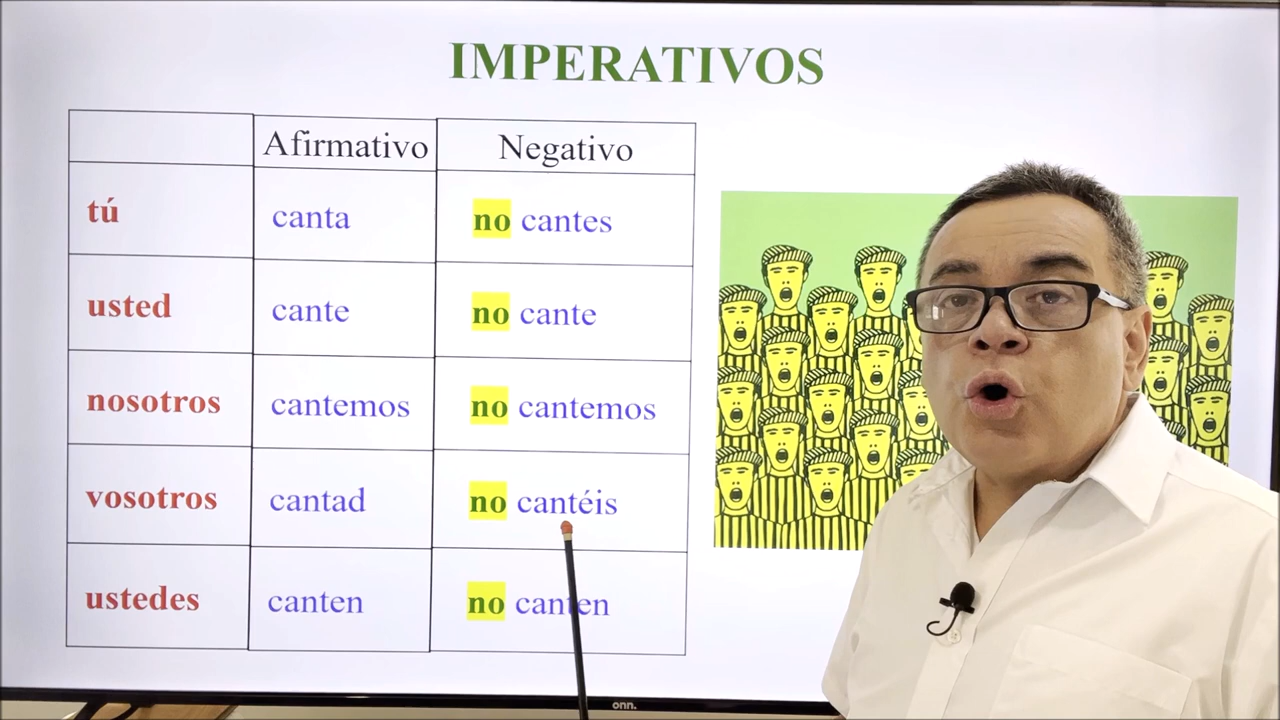 IMPERATIVOS
Afirmativo Negativo
tú canta no cantes
usted cante no cante
nosotros cantemos no cantemos
vosotros cantad no cantéis
ustedes canten no canten
onn.